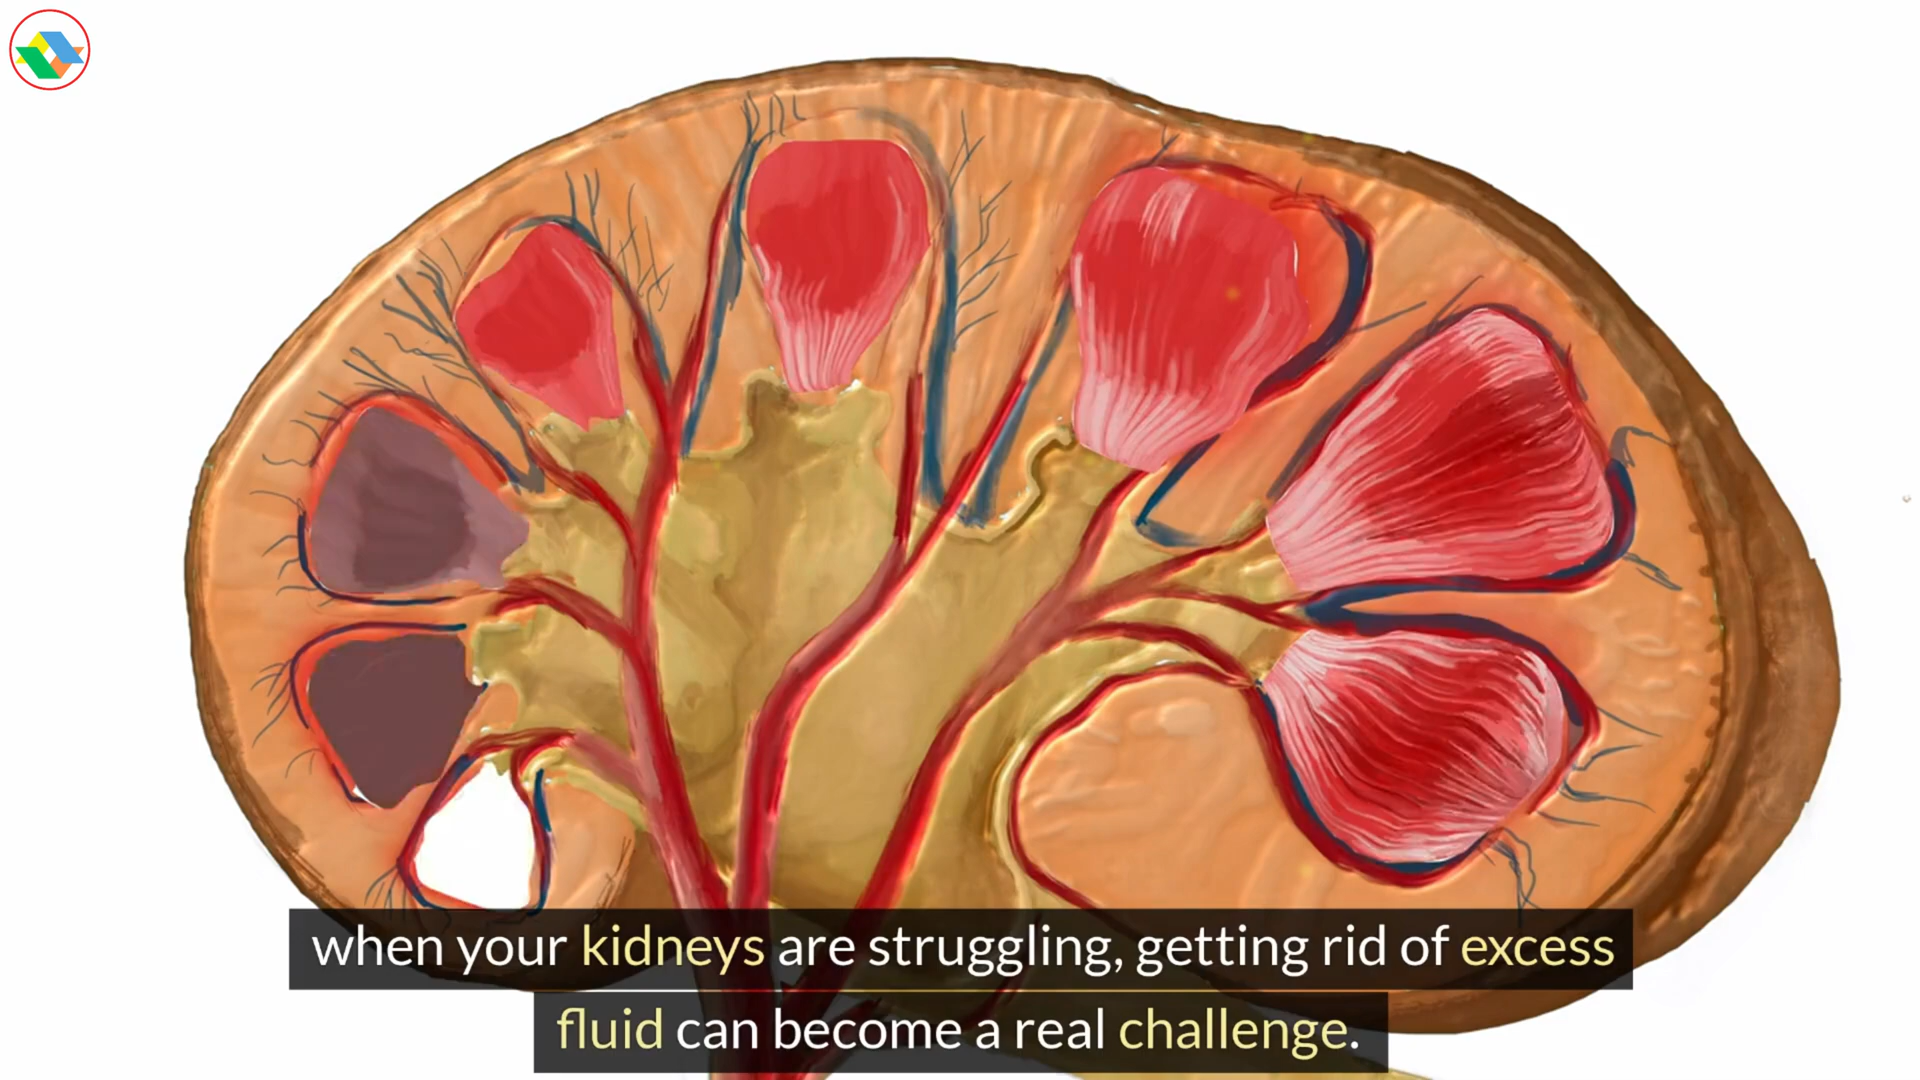 when your kidneys are struggling, getting rid of excess
fluid can become a real challenge.